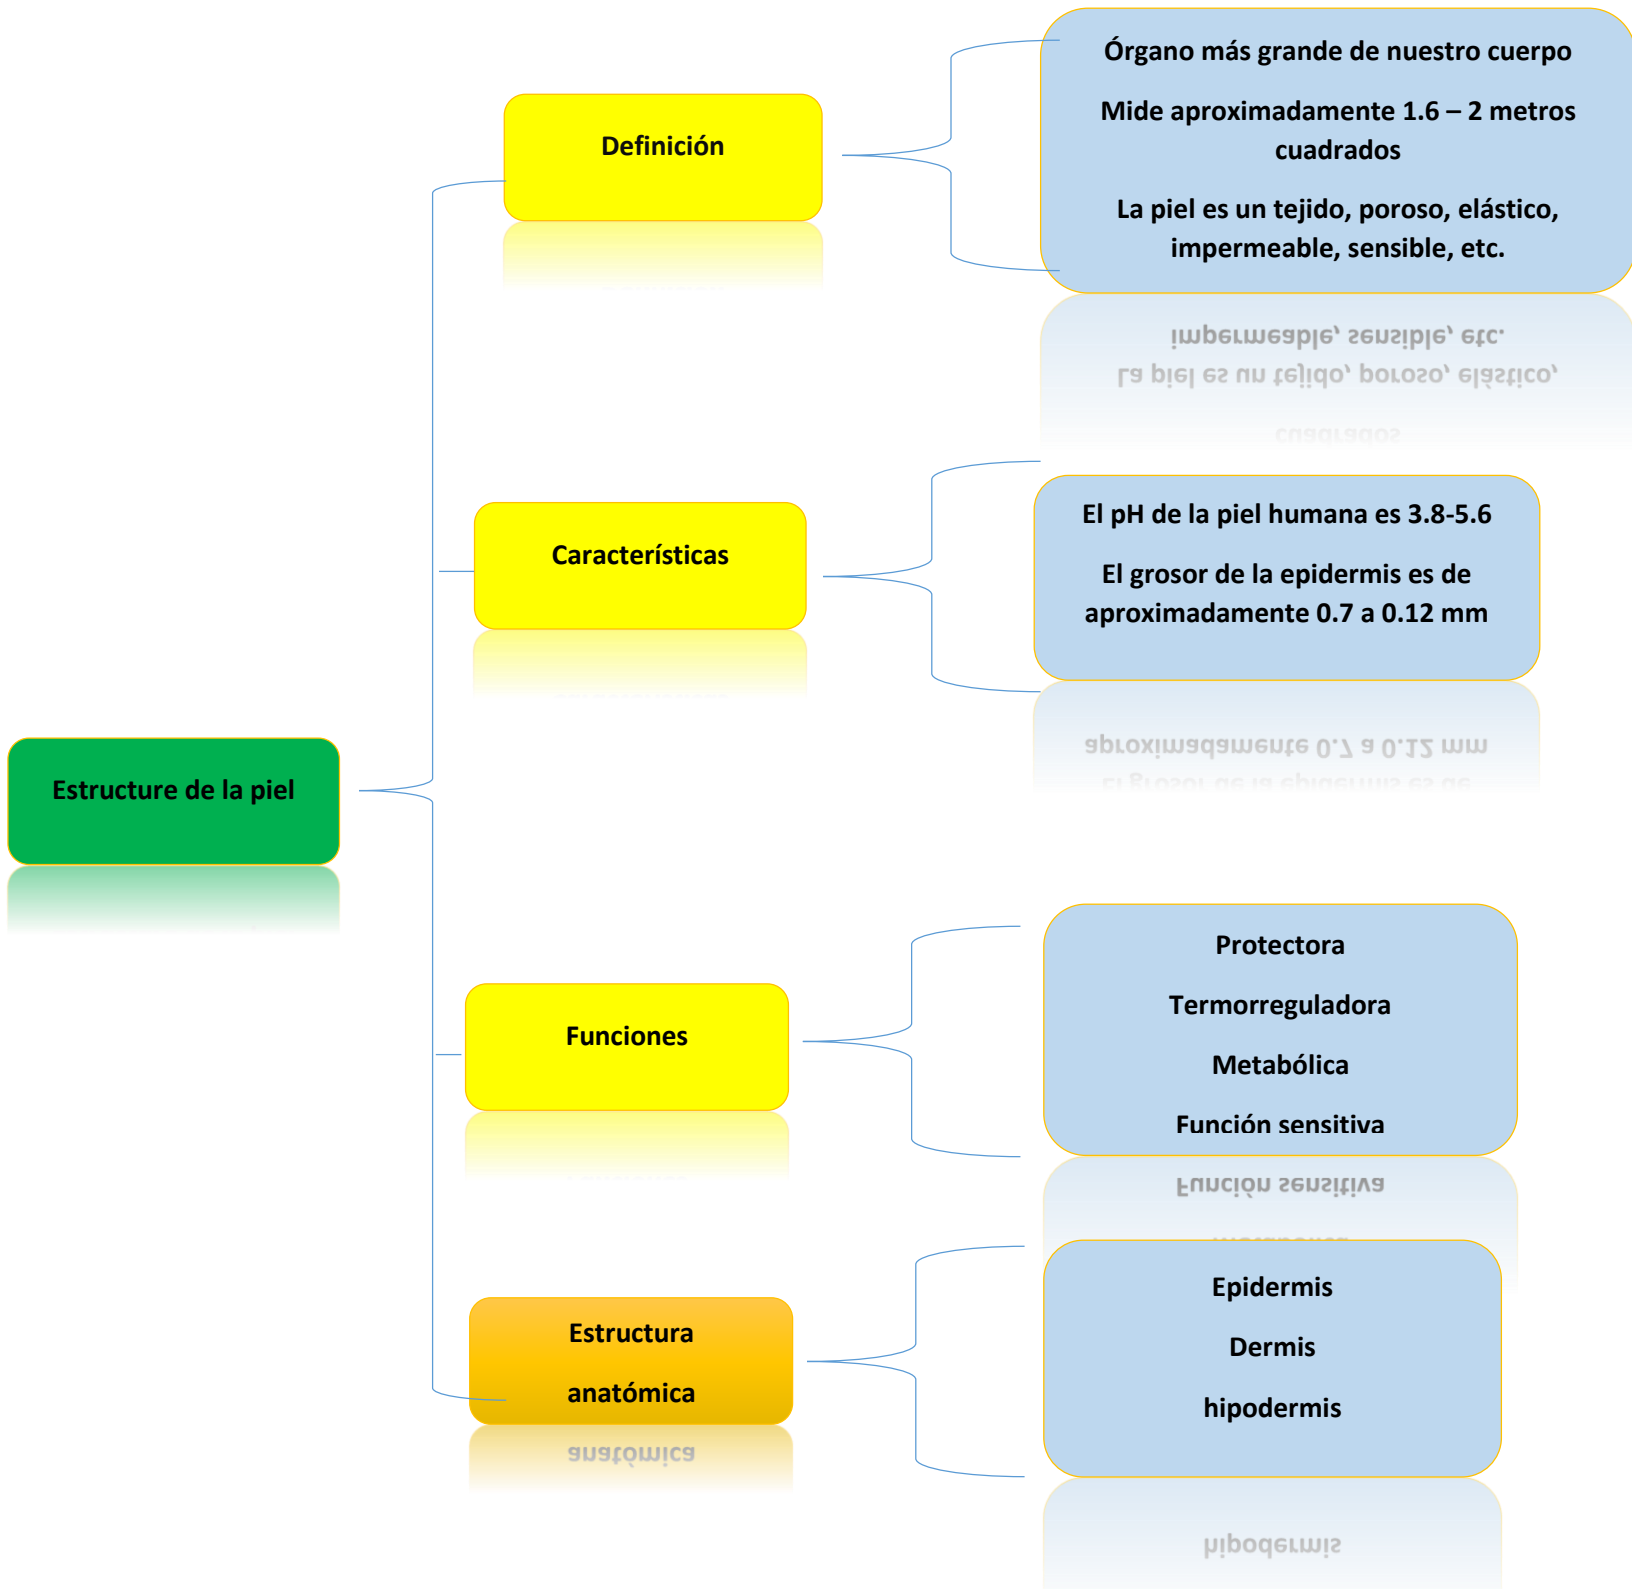 Estructure de la piel
Definición
Órgano más grande de nuestro cuerpo
Mide aproximadamente 1.6 – 2 metros
cuadrados
La piel es un tejido, poroso, elástico,
impermeable, sensible, etc.
Características
El pH de la piel humana es 3.8-5.6
El grosor de la epidermis es de
aproximadamente 0.7 a 0.12 mm
Funciones
Protectora
Termorreguladora
Metabólica
Función sensitiva
Estructura
anatómica
Epidermis
Dermis
hipodermis